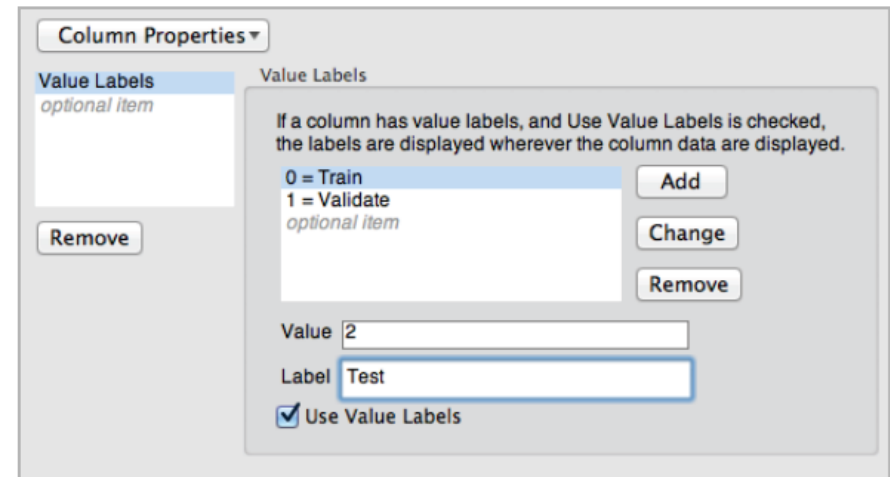 Column Properties
Value Labels
optional item
Remove
Value Labels
If a column has value labels, and Use Value Labels is checked,
the labels are displayed wherever the column data are displayed.
0 = Train
1 = Validate
optional item
Add
Change
Remove
Value 2
Label Test
Use Value Labels